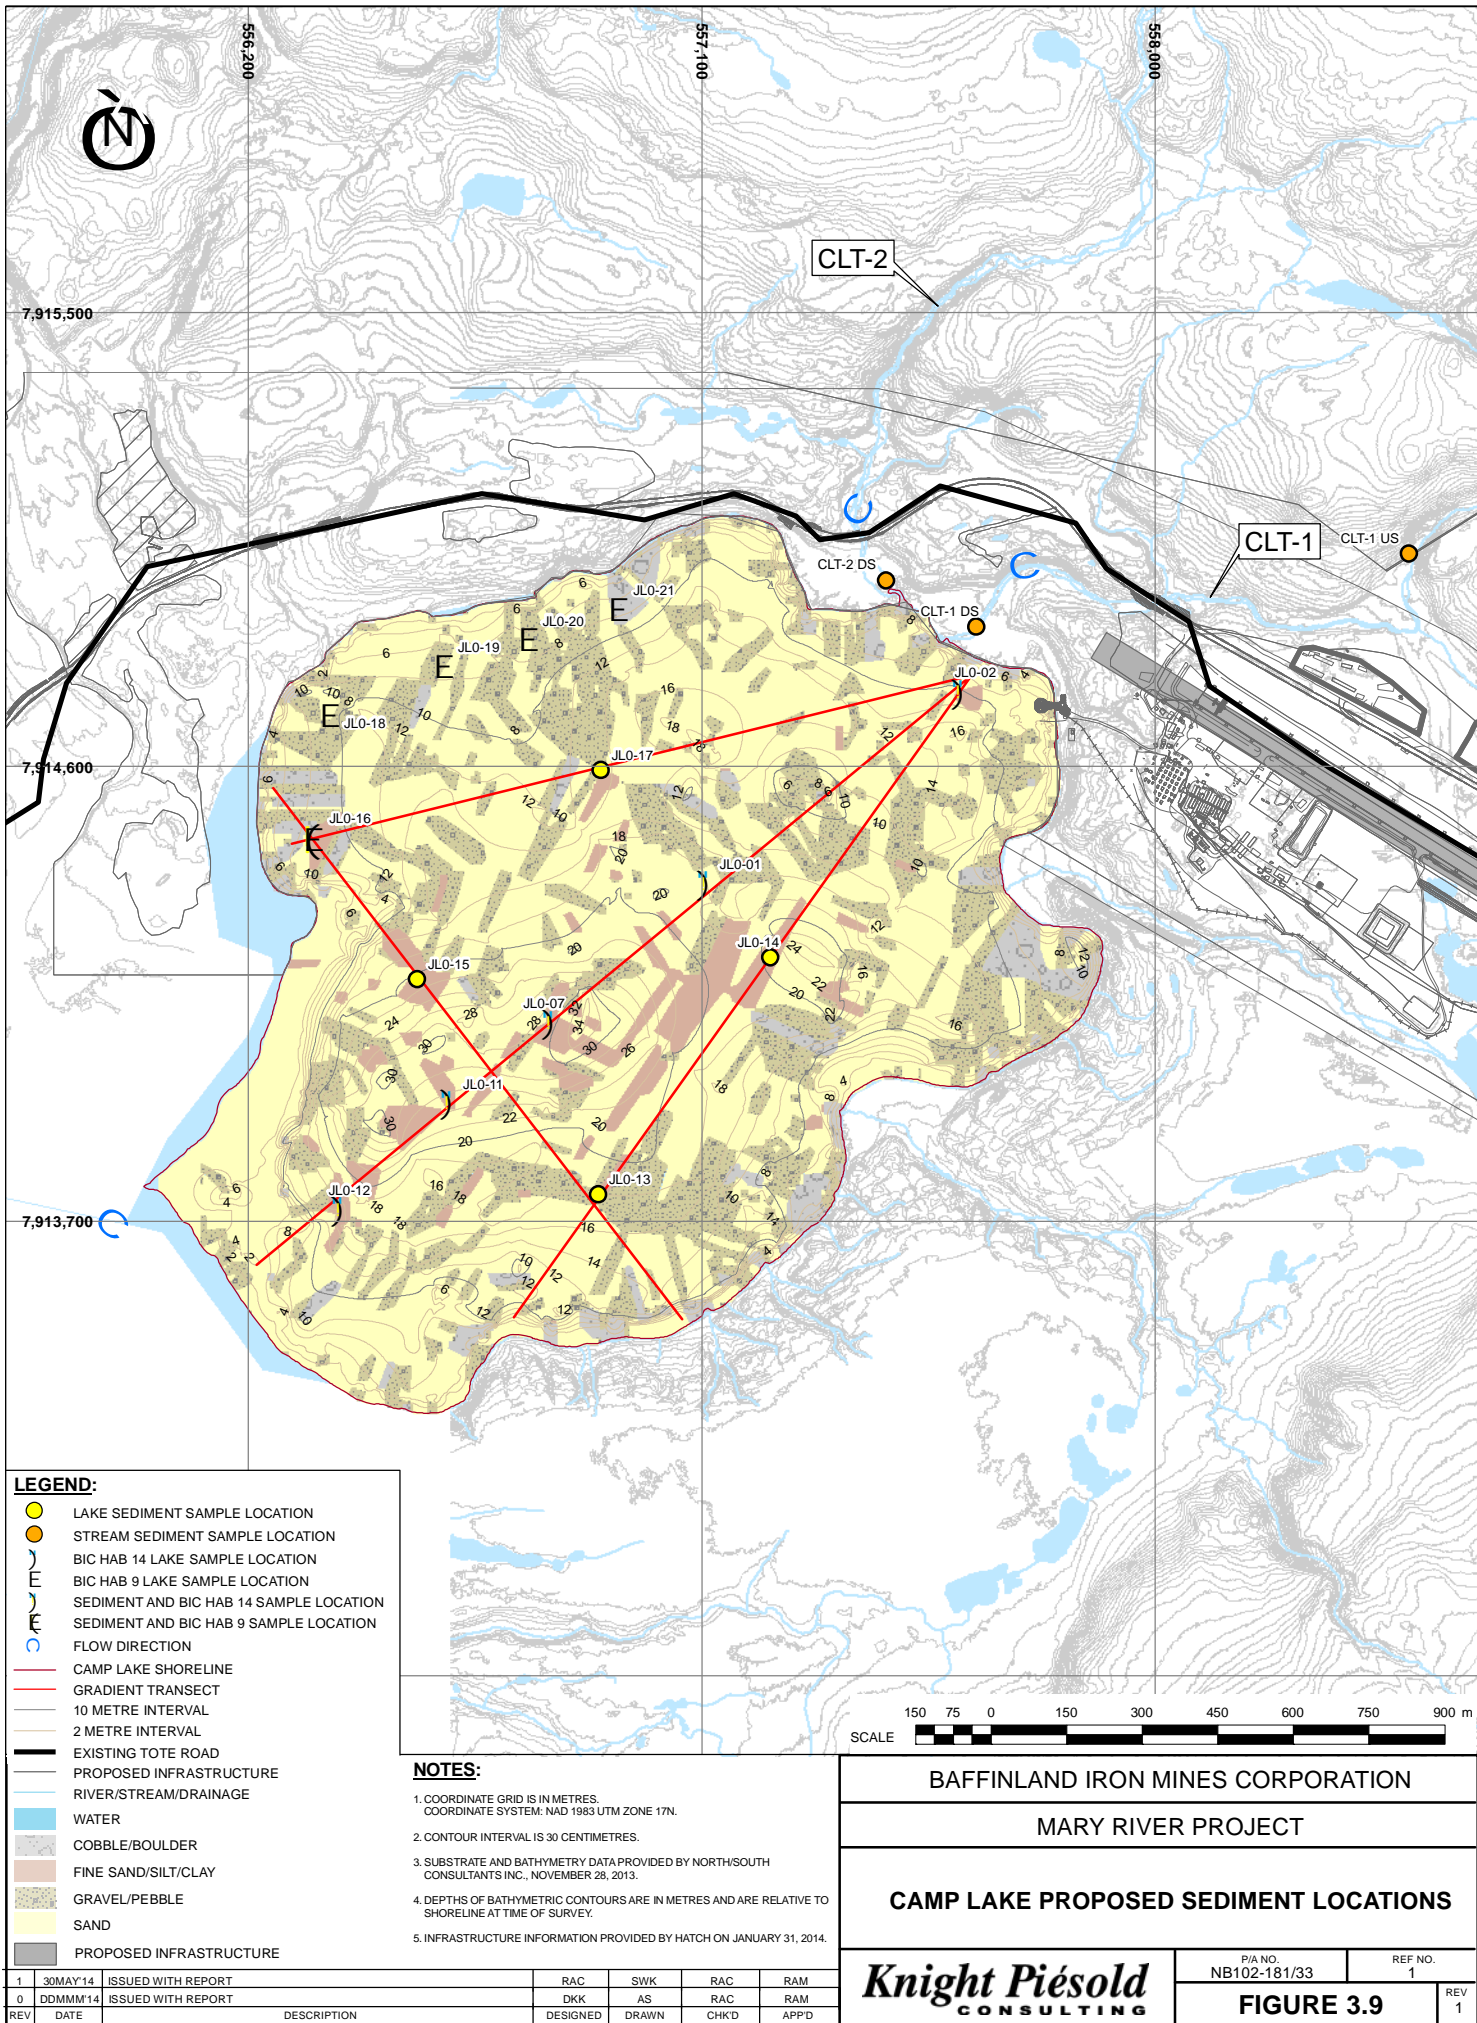 556,200
557,100
558,000
N
CLT-2
7,915,500
CLT-1
CLT-1 US
CLT-2 DS
CLT-1 DS
JL0-21
JL0-20
JL0-19
JL0-18
JL0-02
JL0-17
7,914,600
JL0-16
JL0-01
JL0-14
JL0-15
JL0-07
JL0-11
JL0-13
JL0-12
7,913,700
LEGEND:
LAKE SEDIMENT SAMPLE LOCATION
STREAM SEDIMENT SAMPLE LOCATION
BIC HAB 14 LAKE SAMPLE LOCATION
E BIC HAB 9 LAKE SAMPLE LOCATION
SEDIMENT AND BIC HAB 14 SAMPLE LOCATION
E SEDIMENT AND BIC HAB 9 SAMPLE LOCATION
FLOW DIRECTION
CAMP LAKE SHORELINE
GRADIENT TRANSECT
10 METRE INTERVAL
2 METRE INTERVAL
EXISTING TOTE ROAD
PROPOSED INFRASTRUCTURE
RIVER/STREAM/DRAINAGE
WATER
COBBLE/BOULDER
FINE SAND/SILT/CLAY
GRAVEL/PEBBLE
SAND
PROPOSED INFRASTRUCTURE
NOTES:
1. COORDINATE GRID IS IN METRES.
COORDINATE SYSTEM: NAD 1983 UTM ZONE 17N.
2. CONTOUR INTERVAL IS 30 CENTIMETRES.
3. SUBSTRATE AND BATHYMETRY DATA PROVIDED BY NORTH/SOUTH
CONSULTANTS INC., NOVEMBER 28, 2013.
4. DEPTHS OF BATHYMETRIC CONTOURS ARE IN METRES AND ARE RELATIVE TO
SHORELINE AT TIME OF SURVEY.
5. INFRASTRUCTURE INFORMATION PROVIDED BY HATCH ON JANUARY 31, 2014.
150 75 0 150 300 450 600 750 900 m
SCALE
BAFFINLAND IRON MINES CORPORATION
MARY RIVER PROJECT
CAMP LAKE PROPOSED SEDIMENT LOCATIONS
Knight Piésold
CONSULTING
P/A NO.
NB102-181/33
REF NO.
1
FIGURE 3.9
REV
1
1 30MAY'14 ISSUED WITH REPORT RAC SWK RAC RAM
0 DDMMM'14 ISSUED WITH REPORT DKK AS RAC RAM
REV DATE DESCRIPTION DESIGNED DRAWN CHK'D APP'D